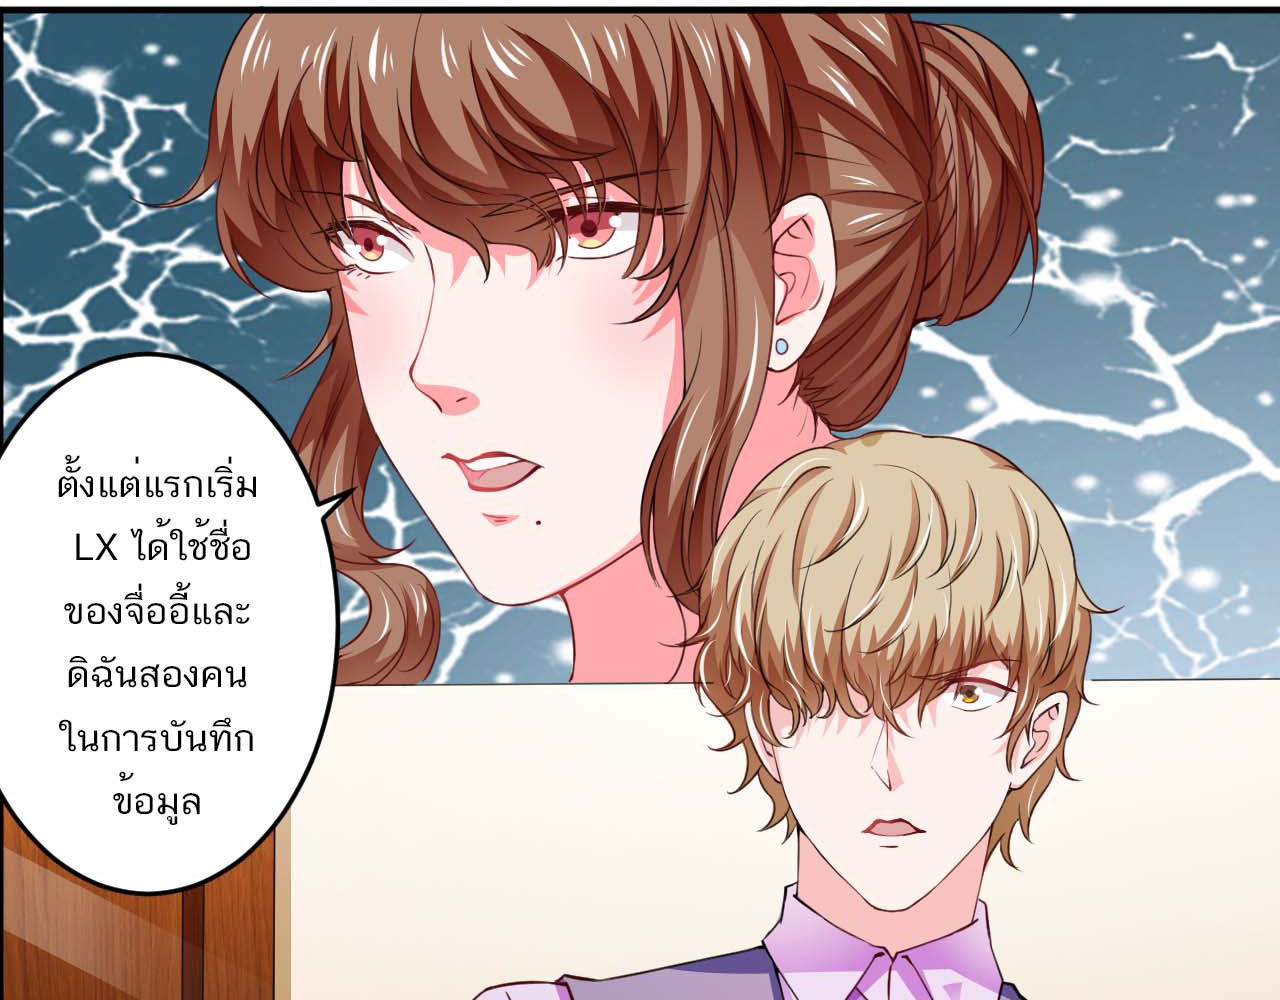 ตั้งแต่แรกเริ่ม
LX ได้ใช้ชื่อ
ของจื่ออี้และ
ดิฉันสองคน
ในการบันทึก
ข้อมูล